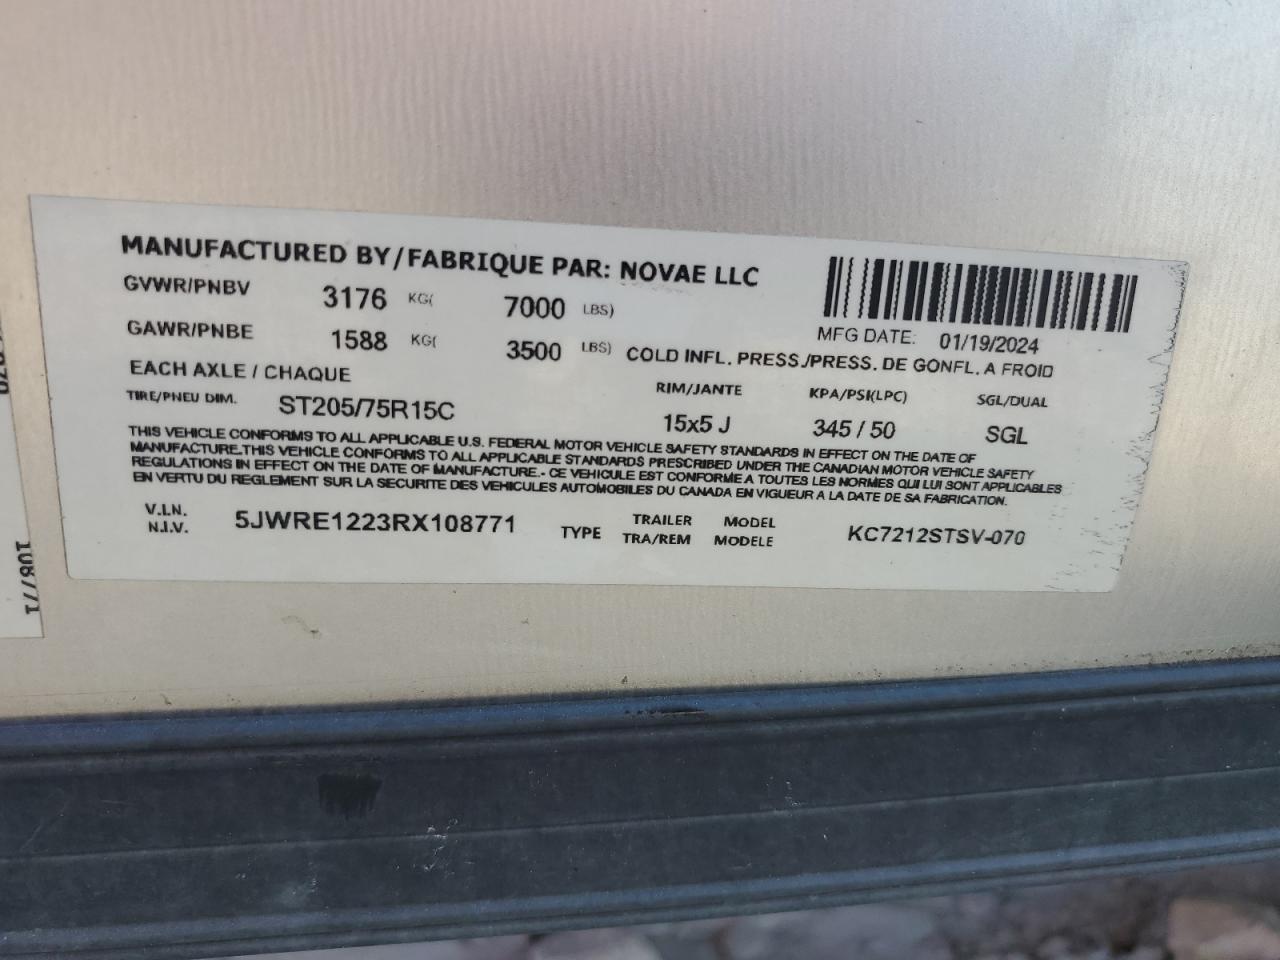 MANUFACTURED BY/FABRIQUE PAR: NOVAE LLC
GVWR/PNBV 3176 KG( 7000 LBS)
MFG DATE: 01/19/2024
GAWR/PNBE 1588 KG( 3500 LBS) COLD INFL. PRESS./PRESS. DE GONFL. A FROID
EACH AXLE / CHAQUE
RIM/JANTE KPA/PSI(LPC) SGL/DUAL
TIRE/PNEU DIM. ST205/75R15C 15x5 J 345 / 50 SGL
THIS VEHICLE CONFORMS TO ALL APPLICABLE U.S. FEDERAL MOTOR VEHICLE SAFETY STANDARDS IN EFFECT ON THE DATE OF
MANUFACTURE.THIS VEHICLE CONFORMS TO ALL APPLICABLE STANDARDS PRESCRIBED UNDER THE CANADIAN MOTOR VEHICLE SAFETY
REGULATIONS IN EFFECT ON THE DATE OF MANUFACTURE.- CE VEHICULE EST CONFORME A TOUTES LES NORMES QUI LUI SONT APPLICABLES
EN VERTU DU REGLEMENT SUR LA SECURITE DES VEHICULES AUTOMOBILES DU CANADA EN VIGUEUR A LA DATE DE SA FABRICATION.
V.I.N.
N.I.V. 5JWRE1223RX108771
TYPE TRAILER
TRA/REM
MODEL
MODELE KC7212STSV-070
108771